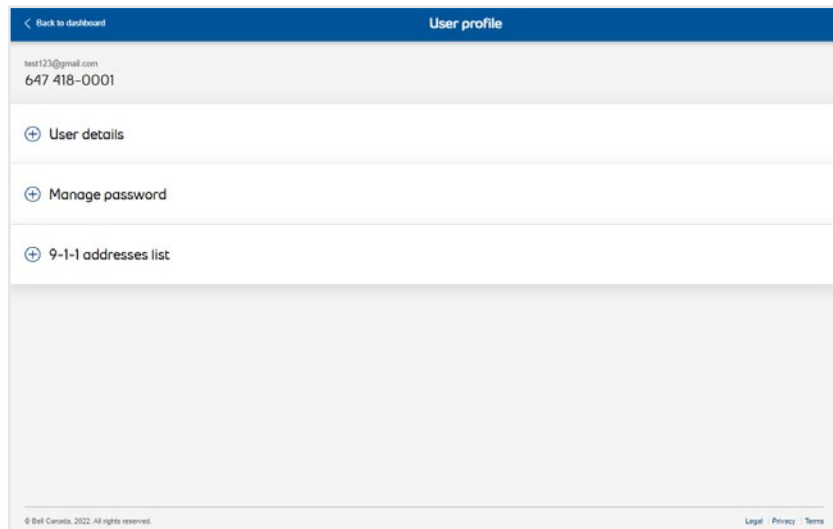 Back to dashboard
User profile
test123@gmail.com
647 418-0001
User details
Manage password
9-1-1 addresses list
© Bell Canada, 2022. All rights reserved.
Legal | Privacy | Terms